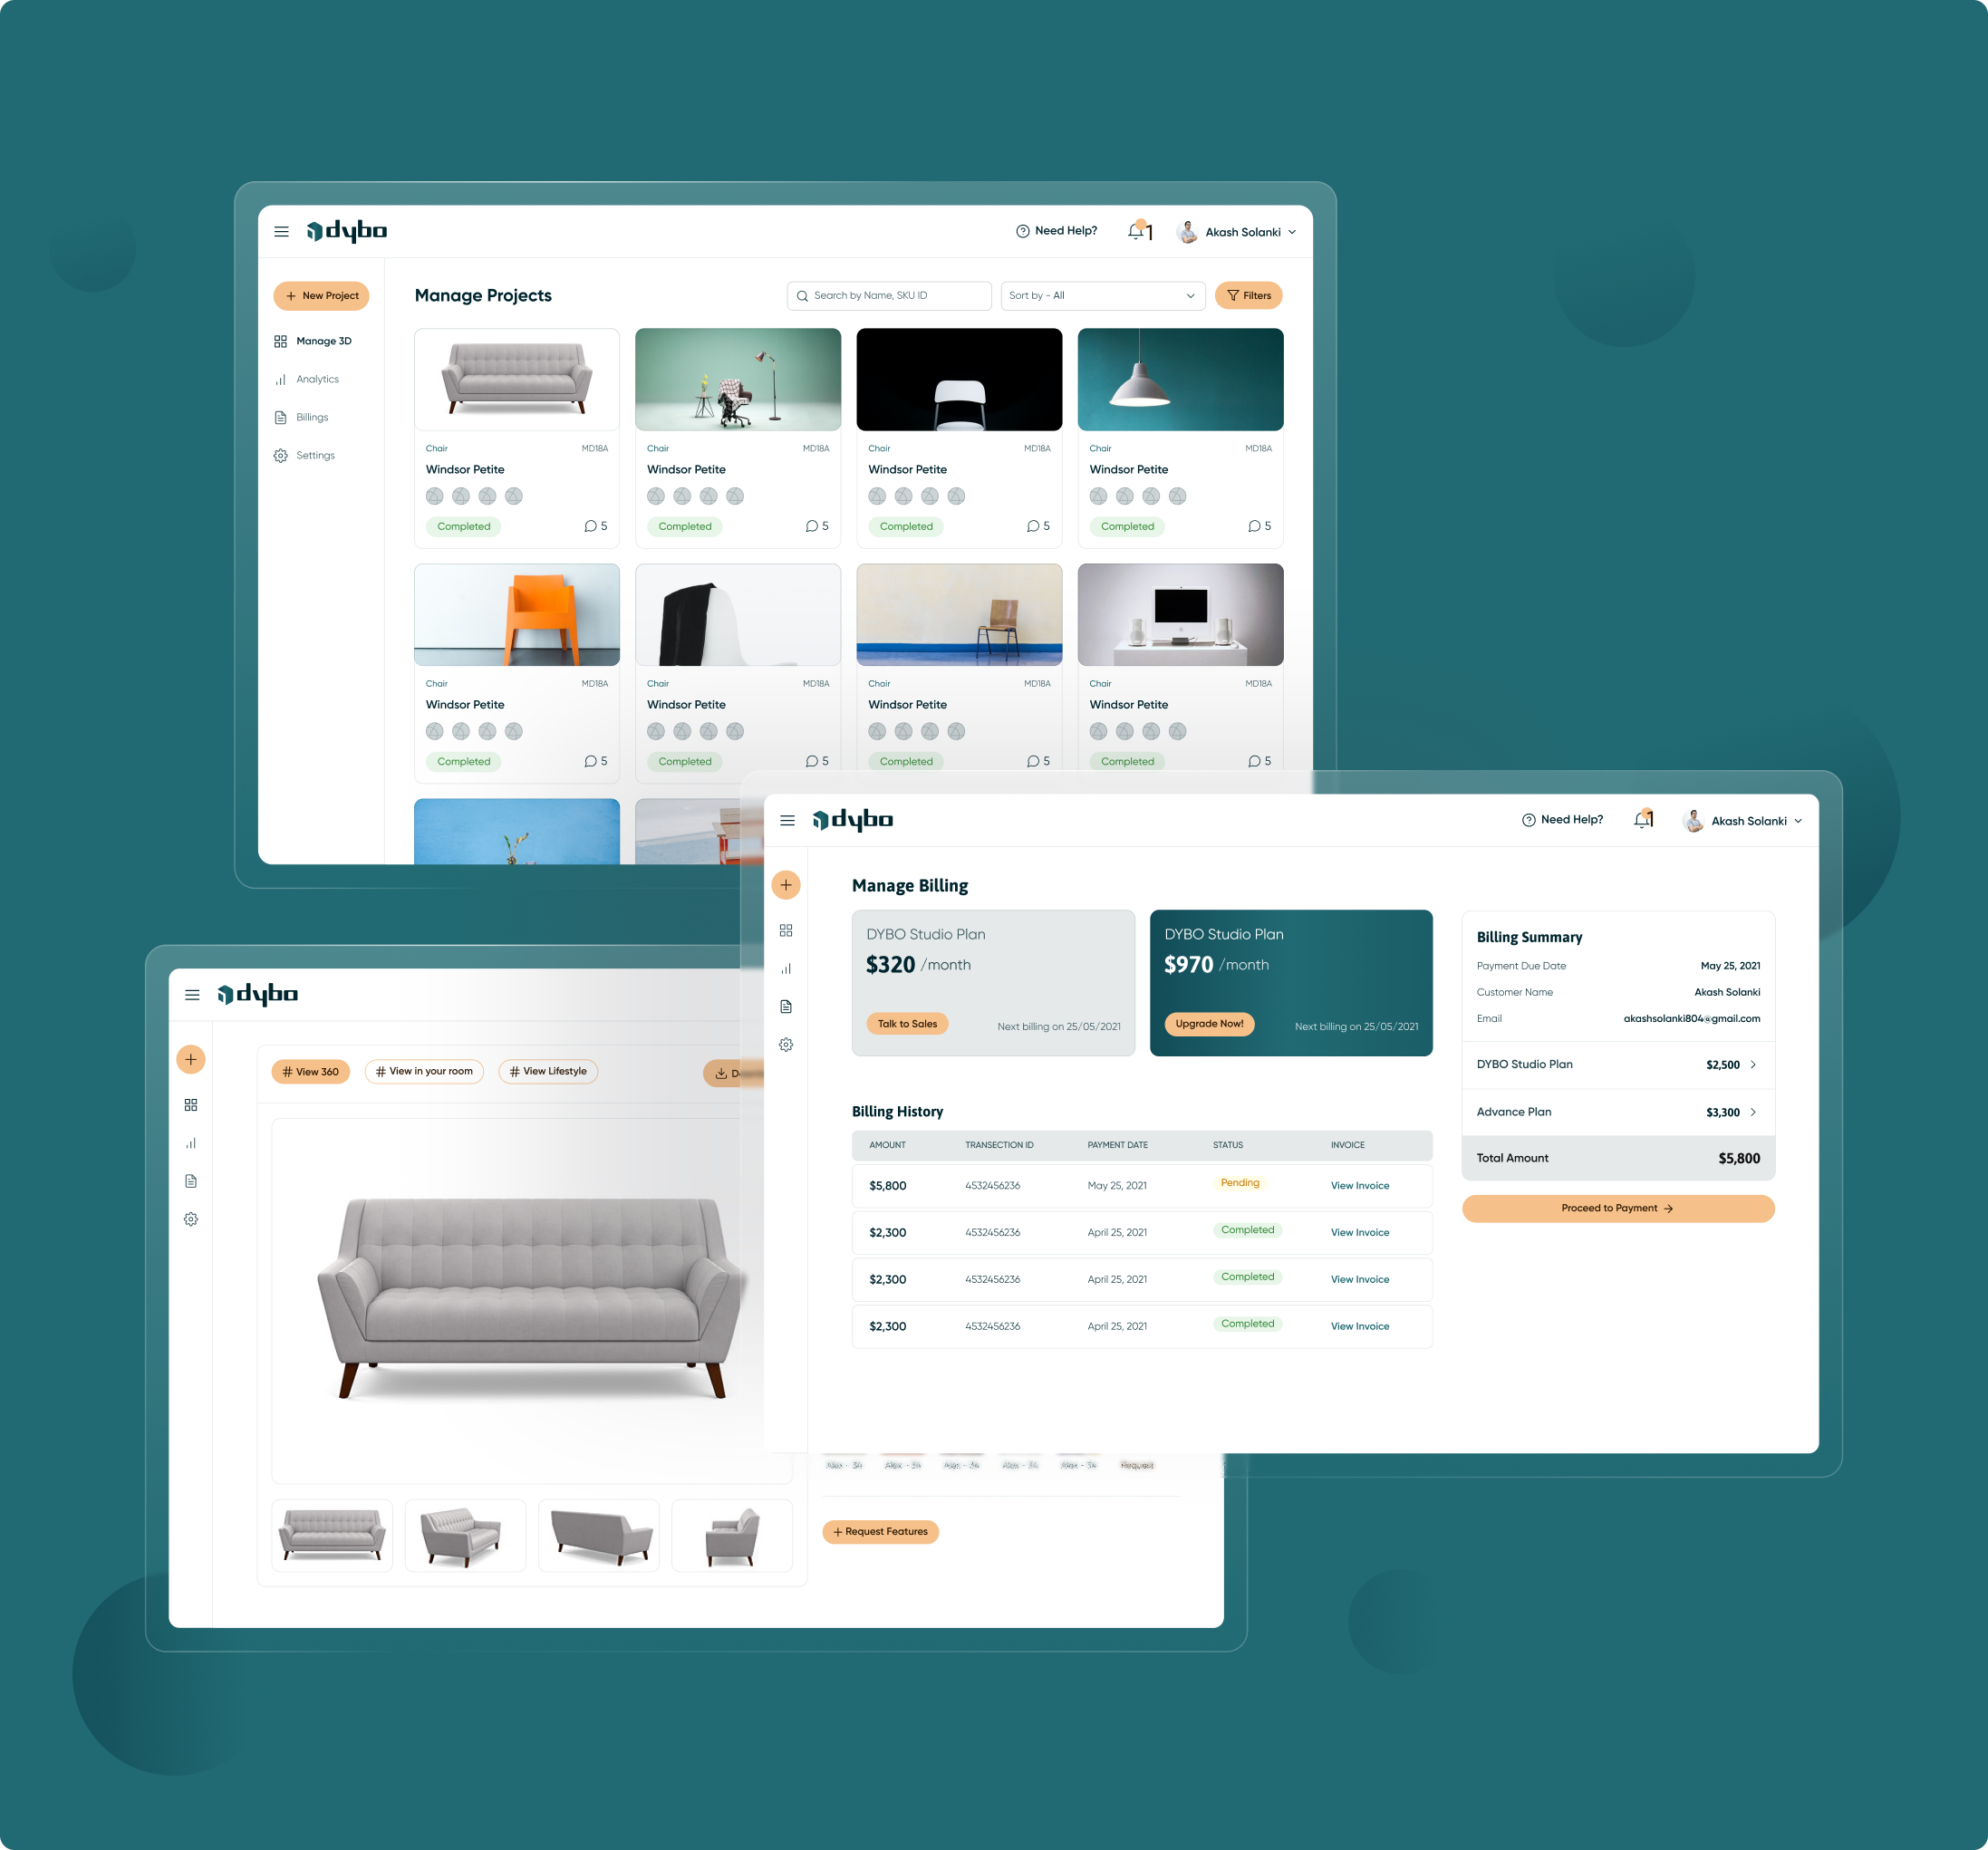 dybo
Need Help?
1
Akash Solanki
New Project
Manage 3D
Analytics
Billings
Settings
Manage Projects
Search by Name, SKU ID
Sort by - All
Filters
Chair MD18A
Windsor Petite
Completed 5
Chair MD18A
Windsor Petite
Completed 5
Chair MD18A
Windsor Petite
Completed 5
Chair MD18A
Windsor Petite
Completed 5
Chair MD18A
Windsor Petite
Completed 5
Chair MD18A
Windsor Petite
Completed 5
Chair MD18A
Windsor Petite
Completed 5
Chair MD18A
Windsor Petite
Completed 5
dybo
Need Help?
1
Akash Solanki
Manage Billing
DYBO Studio Plan
$320 /month
Talk to Sales
Next billing on 25/05/2021
DYBO Studio Plan
$970 /month
Upgrade Now!
Next billing on 25/05/2021
Billing Summary
Payment Due Date May 25, 2021
Customer Name Akash Solanki
Email akashsolanki804@gmail.com
DYBO Studio Plan $2,500
Advance Plan $3,300
Total Amount $5,800
Proceed to Payment
Billing History
AMOUNT TRANSECTION ID PAYMENT DATE STATUS INVOICE
$5,800 4532456236 May 25, 2021 Pending View Invoice
$2,300 4532456236 April 25, 2021 Completed View Invoice
$2,300 4532456236 April 25, 2021 Completed View Invoice
$2,300 4532456236 April 25, 2021 Completed View Invoice
dybo
# View 360
# View in your room
# View Lifestyle
Request
+ Request Features